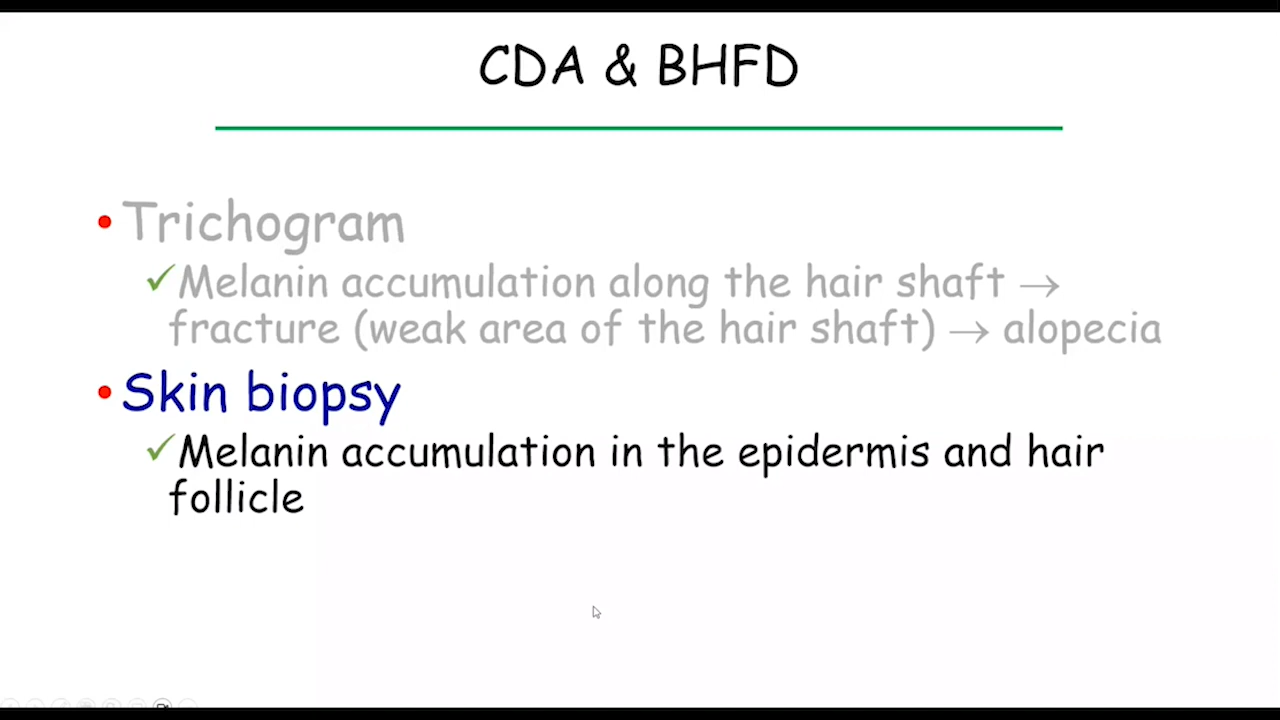 CDA & BHFD
• Trichogram
✓Melanin accumulation along the hair shaft →
fracture (weak area of the hair shaft) → alopecia
• Skin biopsy
✓Melanin accumulation in the epidermis and hair
follicle